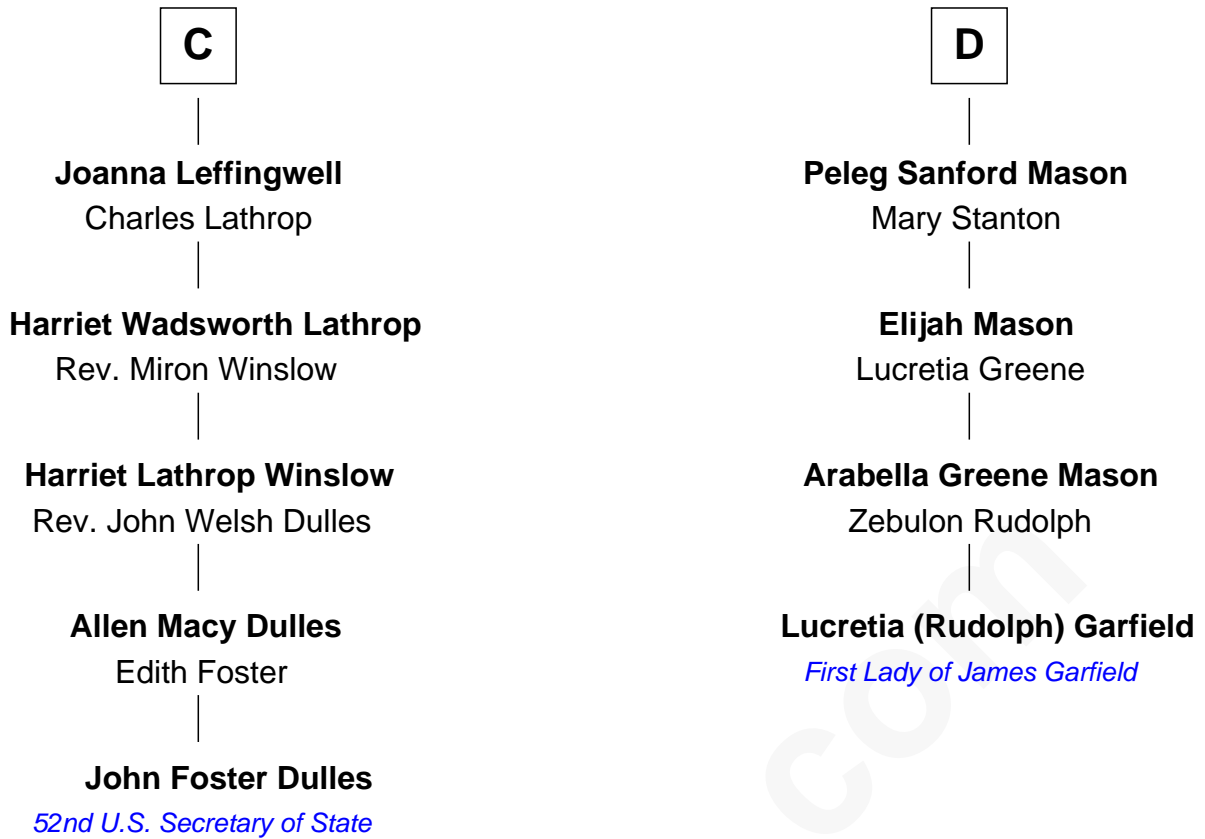 C
Joanna Leffingwell
Charles Lathrop
Harriet Wadsworth Lathrop
Rev. Miron Winslow
Harriet Lathrop Winslow
Rev. John Welsh Dulles
Allen Macy Dulles
Edith Foster
John Foster Dulles
52nd U.S. Secretary of State
D
Peleg Sanford Mason
Mary Stanton
Elijah Mason
Lucretia Greene
Arabella Greene Mason
Zebulon Rudolph
Lucretia (Rudolph) Garfield
First Lady of James Garfield
com